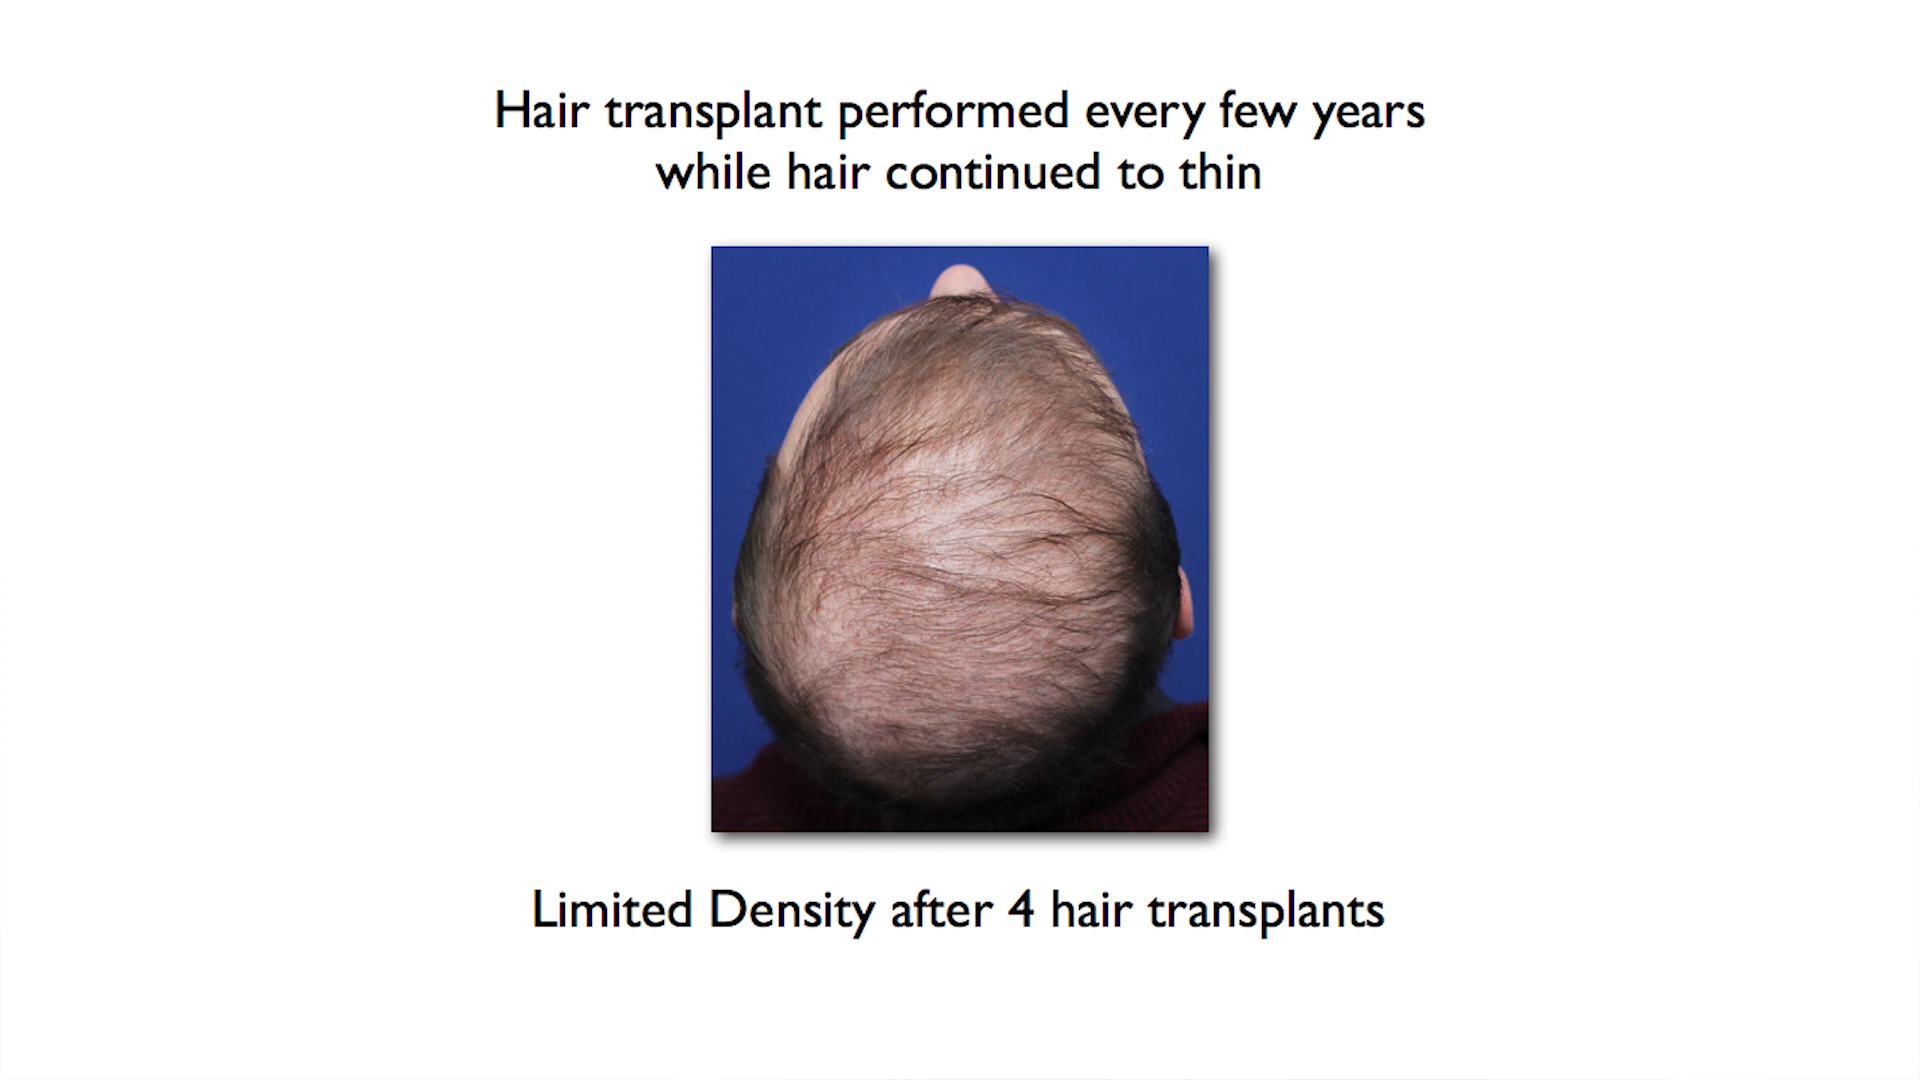 Hair transplant performed every few years
while hair continued to thin
Limited Density after 4 hair transplants